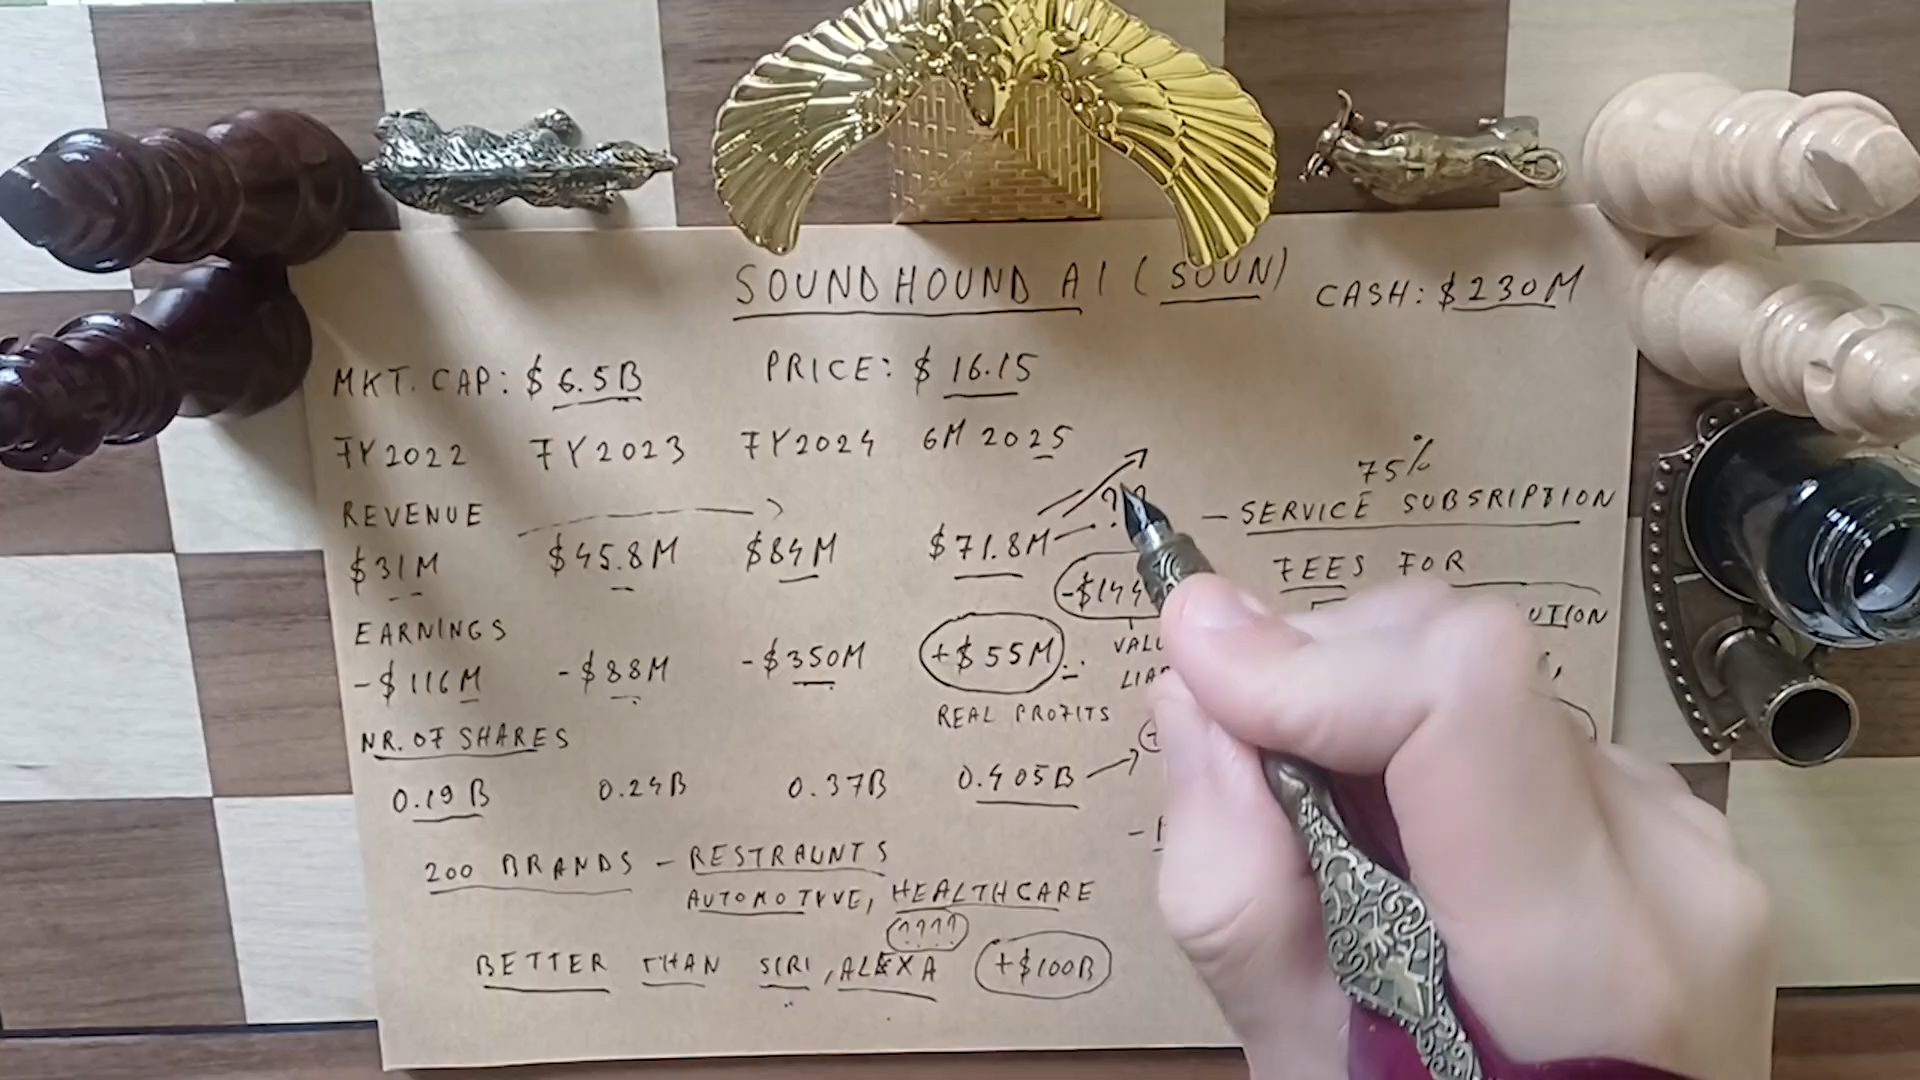 SOUNDHOUND AI (SOUN)
CASH: $230M
MKT. CAP: $6.5B
PRICE: $16.15
FY2022 FY2023 FY2024 6M 2025
REVENUE
$31M $45.8M $84M $71.8M ??
EARNINGS
-$116M -$88M -$350M +$55M
REAL PROFITS
NR. OF SHARES
0.19B 0.24B 0.37B 0.405B
200 BRANDS - RESTRAUNTS
AUTOMOTIVE, HEALTHCARE
????
BETTER THAN SIRI, ALEXA +$100B
75%
- SERVICE SUBSRIPTION
FEES FOR